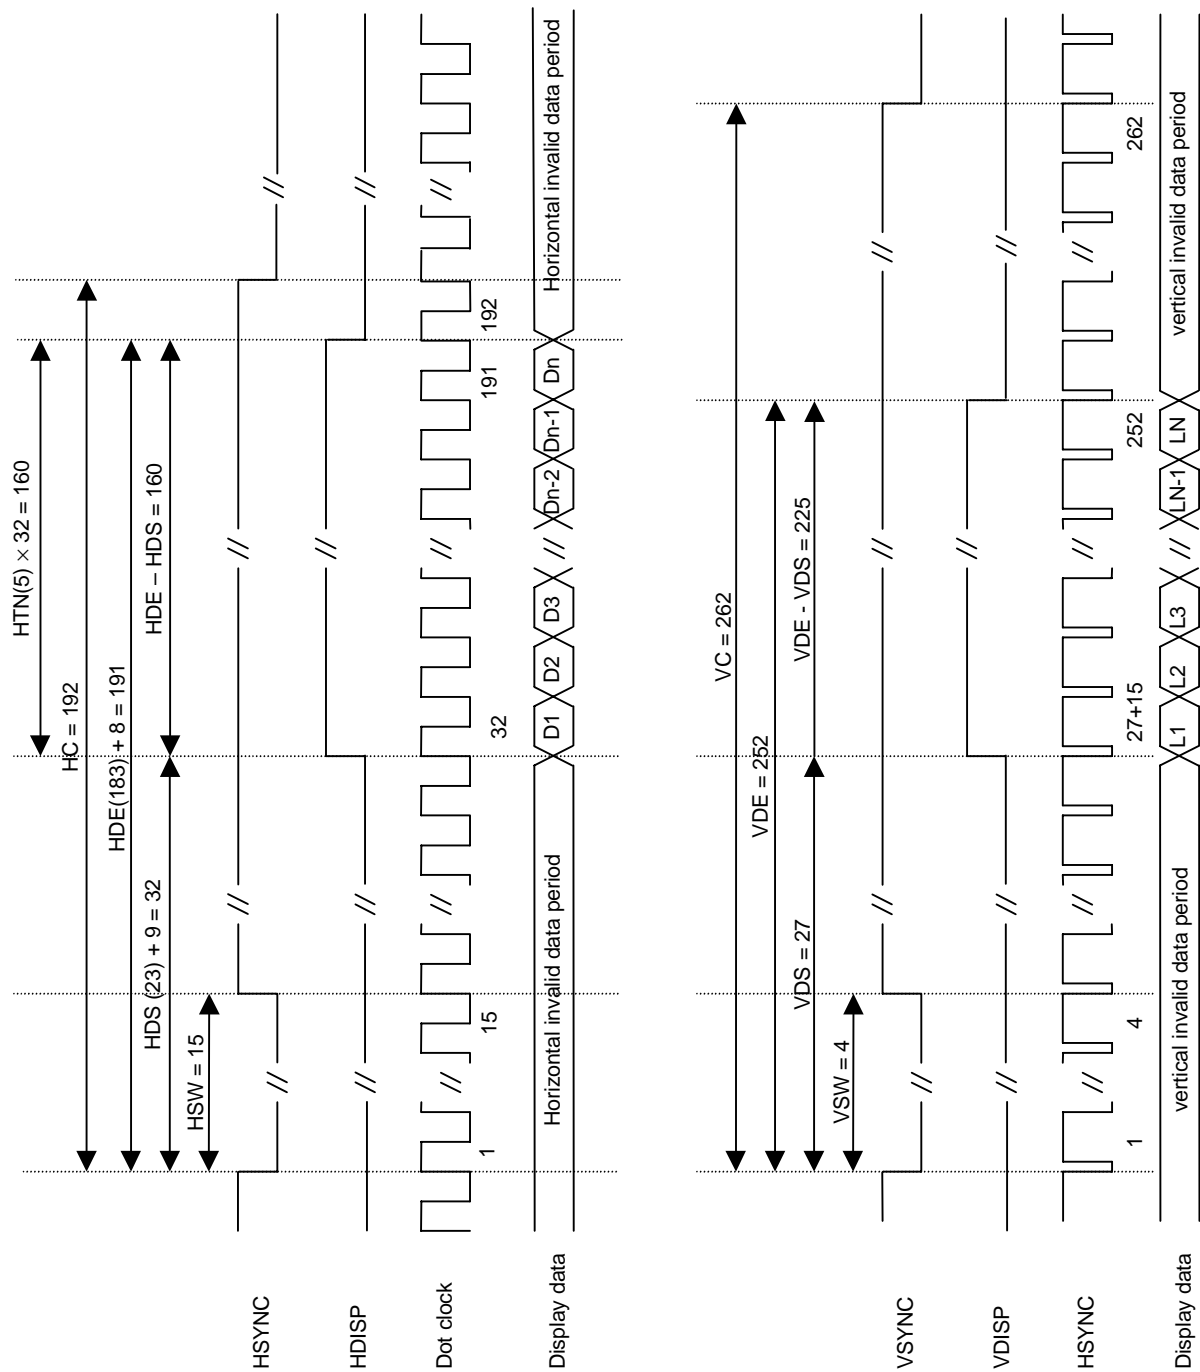 HTN(5) × 32 = 160
HC = 192
HDE(183) + 8 = 191
HDS (23) + 9 = 32
HDE – HDS = 160
HSW = 15
HSYNC
//
//
//
//
HDISP
//
//
//
//
Dot clock
//
//
//
//
1
15
32
191
192
Display data
Horizontal invalid data period
D1
D2
D3
//
Dn-2
Dn-1
Dn
Horizontal invalid data period
VC = 262
VDE = 252
VDS = 27
VDE - VDS = 225
VSW = 4
VSYNC
//
//
//
//
VDISP
//
//
//
//
HSYNC
//
//
//
//
1
4
27+15
252
262
Display data
vertical invalid data period
L1
L2
L3
//
LN-1
LN
vertical invalid data period